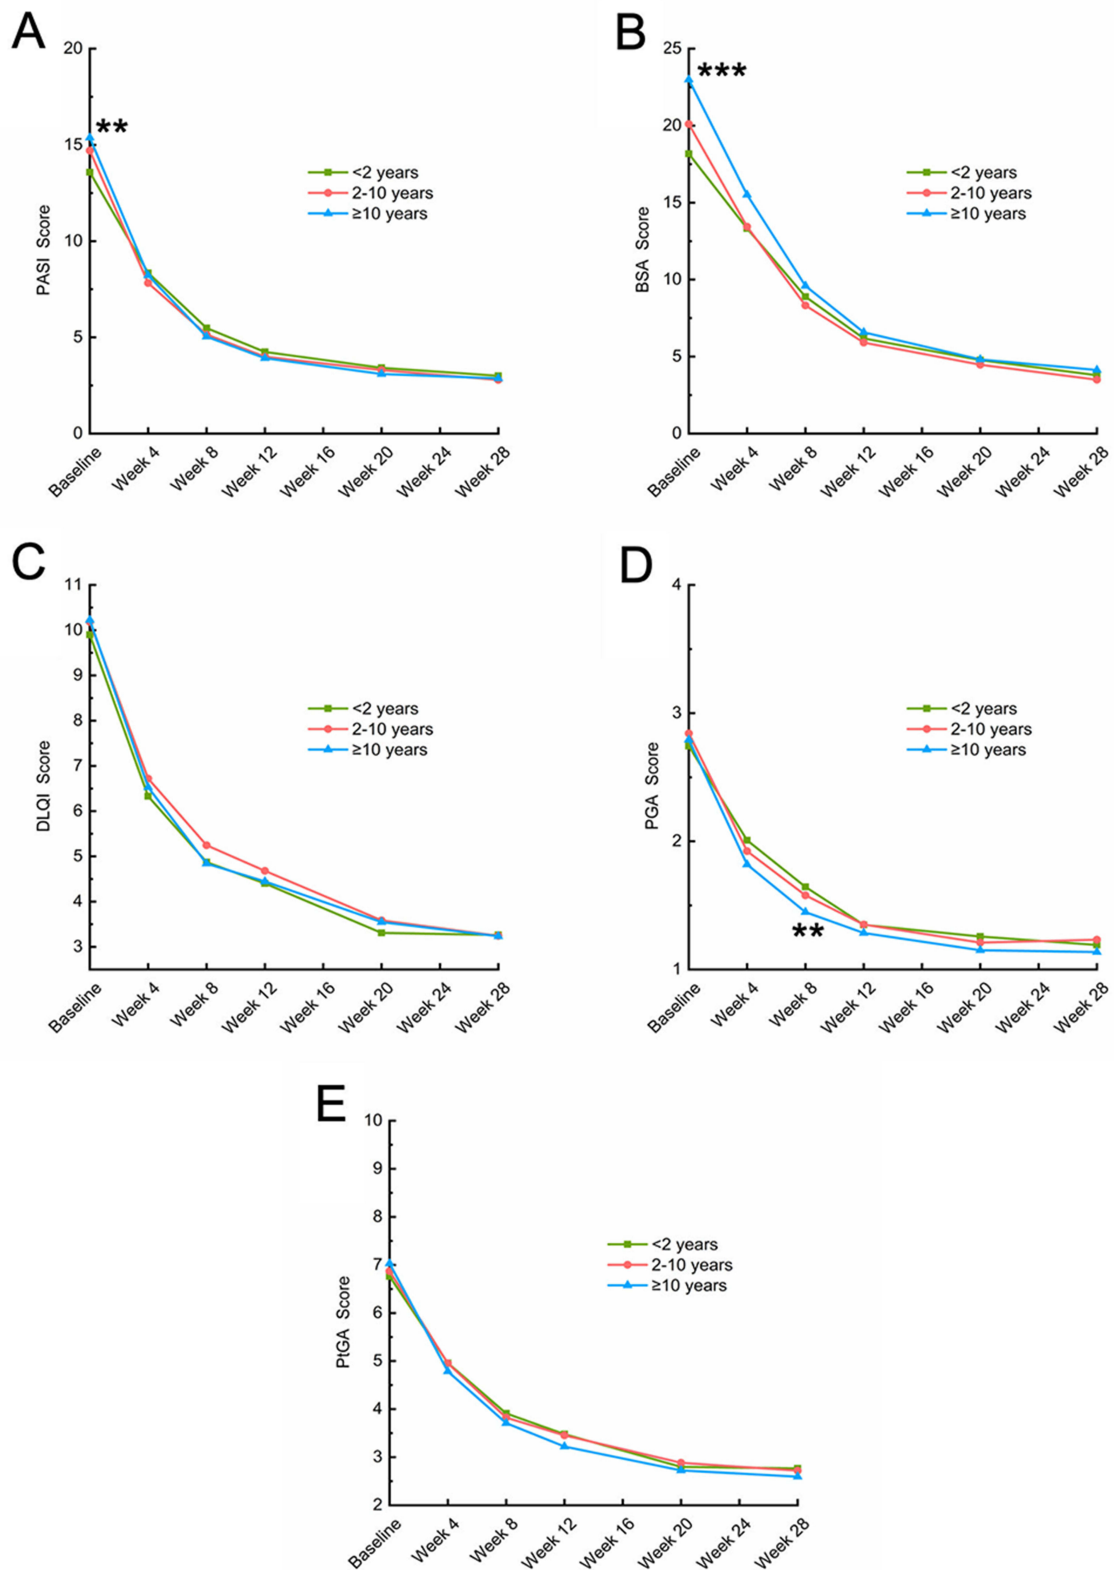 A
20
15
10
5
0
PASI Score
**
<2 years
2-10 years
≥10 years
Baseline
Week 4
Week 8
Week 12
Week 16
Week 20
Week 24
Week 28
B
25
20
15
10
5
0
BSA Score
***
<2 years
2-10 years
≥10 years
Baseline
Week 4
Week 8
Week 12
Week 16
Week 20
Week 24
Week 28
C
11
10
9
8
7
6
5
4
3
DLQI Score
<2 years
2-10 years
≥10 years
Baseline
Week 4
Week 8
Week 12
Week 16
Week 20
Week 24
Week 28
D
4
3
2
1
PGA Score
<2 years
2-10 years
≥10 years
**
Baseline
Week 4
Week 8
Week 12
Week 16
Week 20
Week 24
Week 28
E
10
9
8
7
6
5
4
3
2
PtGA Score
<2 years
2-10 years
≥10 years
Baseline
Week 4
Week 8
Week 12
Week 16
Week 20
Week 24
Week 28